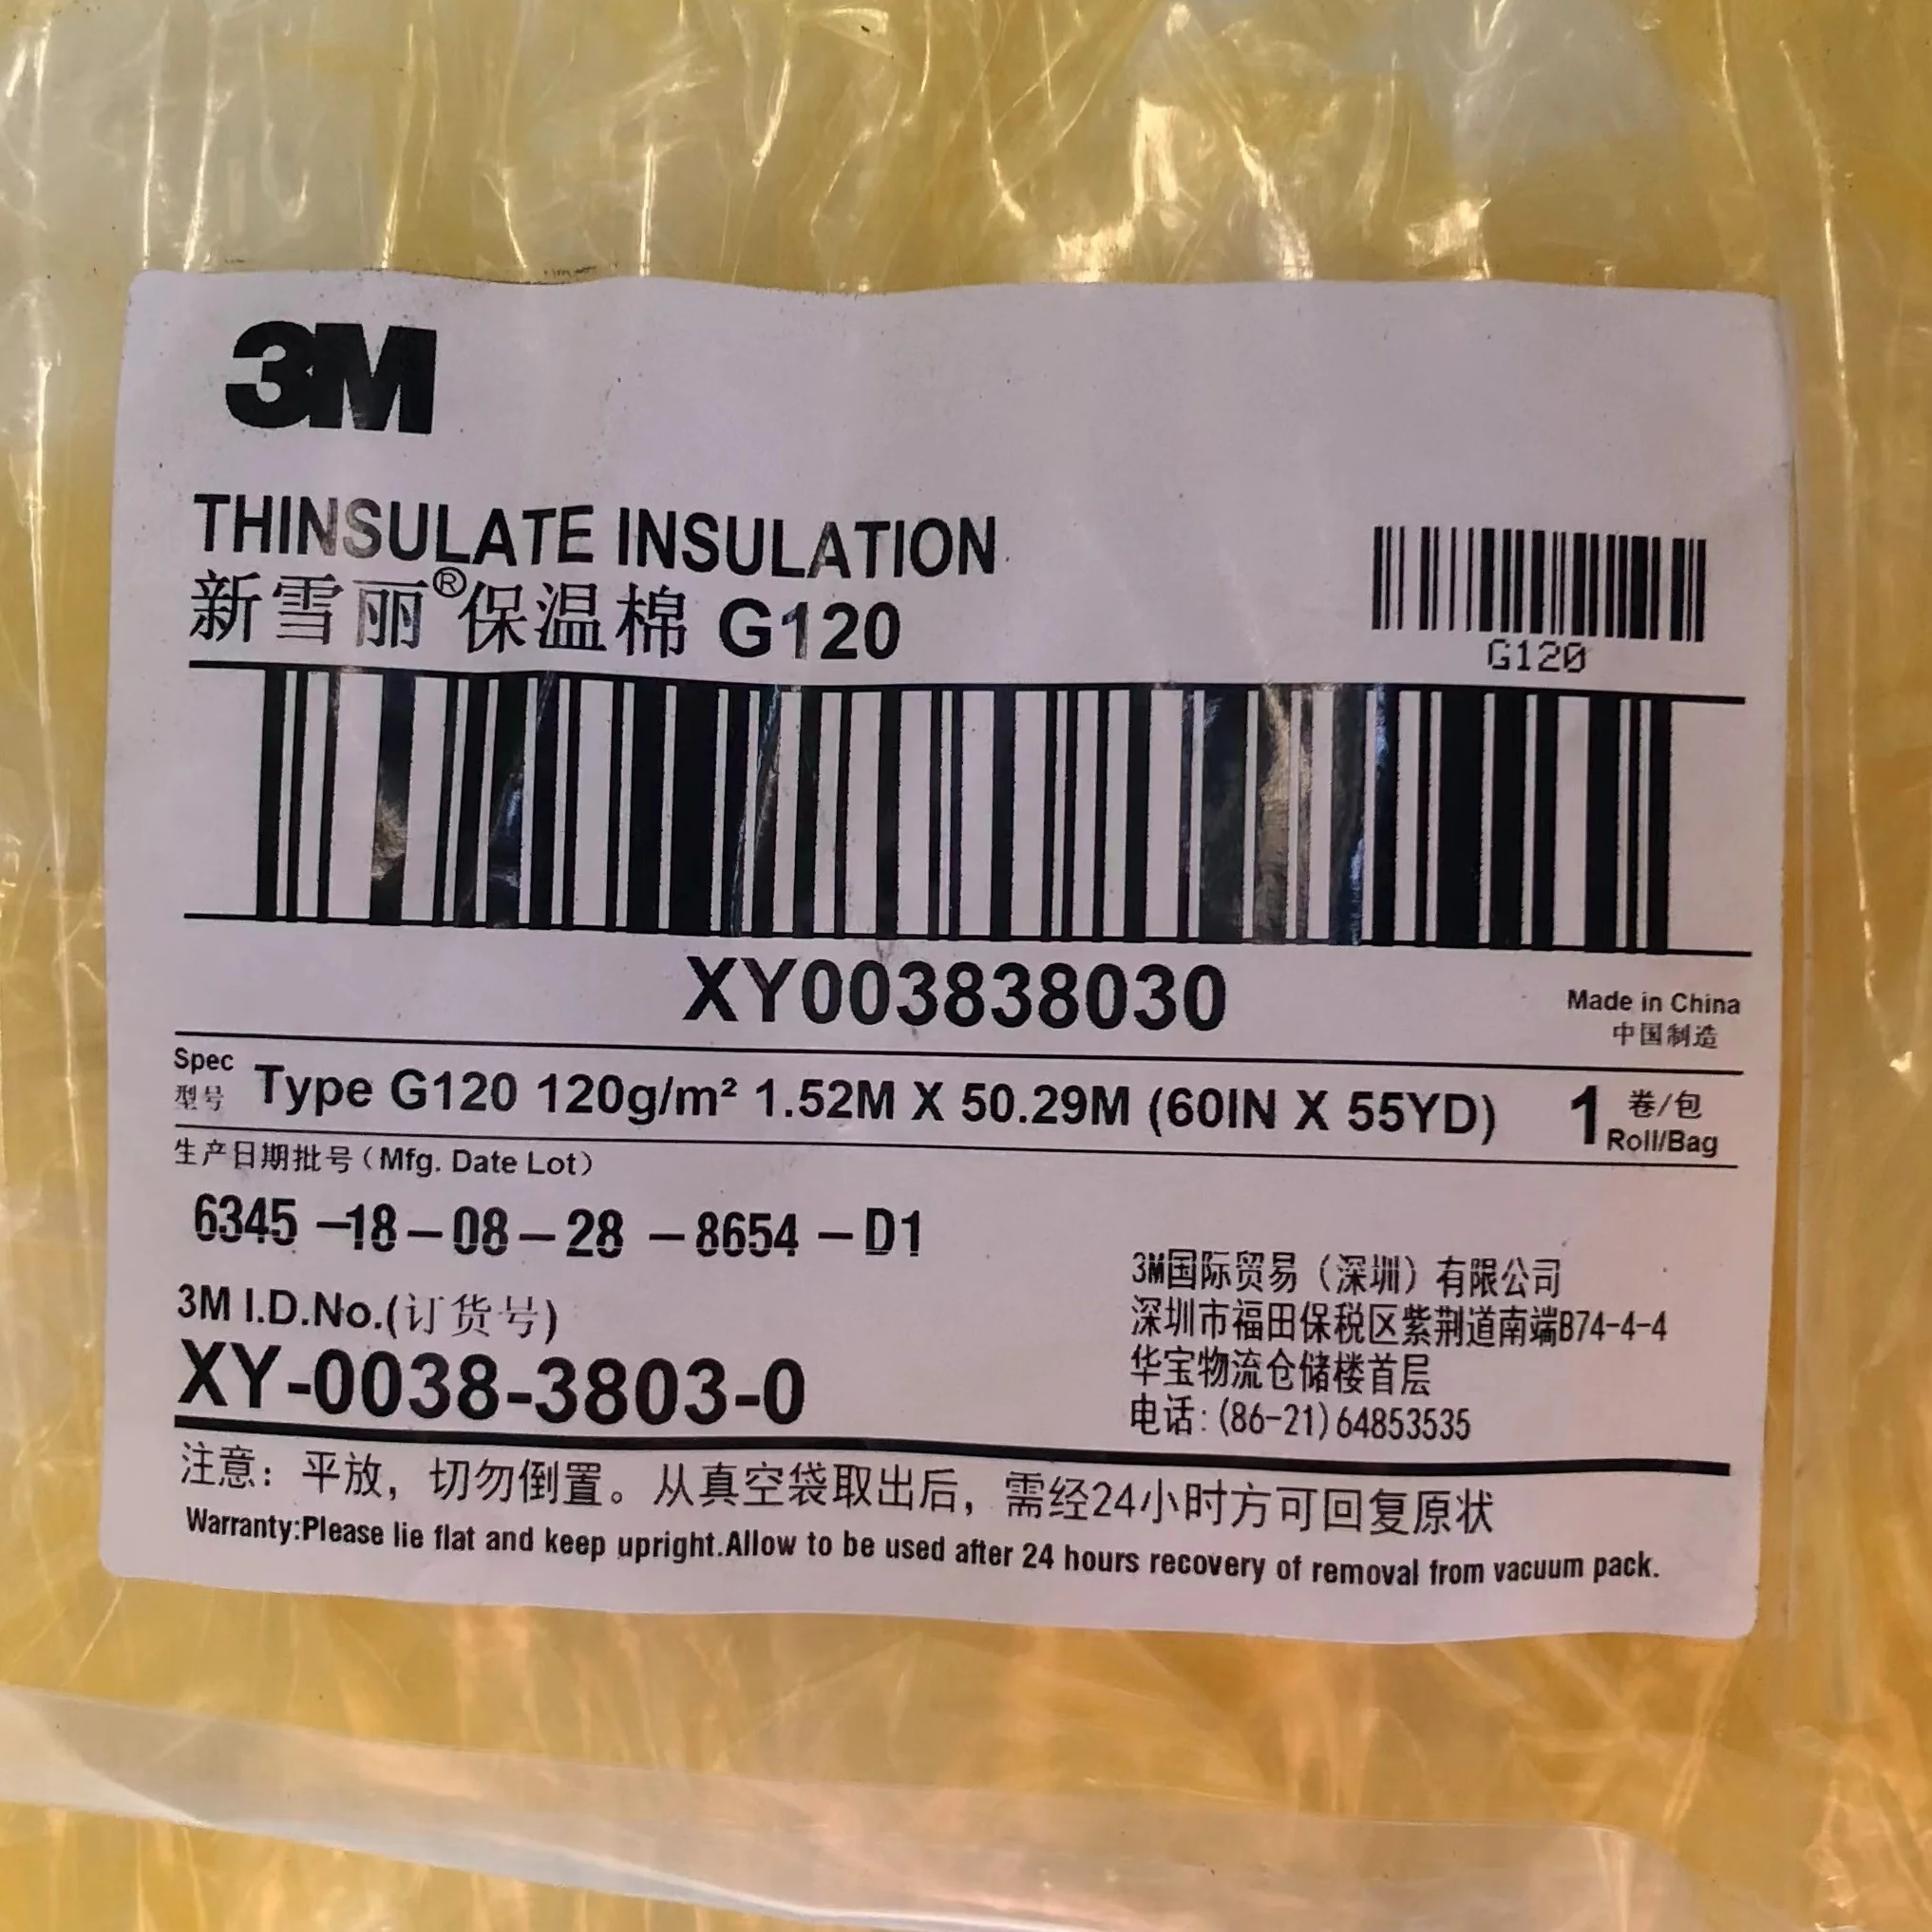 3M
THINSULATE INSULATION
新雪丽®保温棉 G120
G120
XY003838030
Made in China
中国制造
Spec
型号
Type G120 120g/m² 1.52M X 50.29M (60IN X 55YD)
1 卷/包
Roll/Bag
生产日期批号（Mfg. Date Lot）
6345 –18 – 08 – 28 – 8654 – D1
3M I.D.No.(订货号)
XY-0038-3803-0
3M国际贸易（深圳）有限公司
深圳市福田保税区紫荆道南端B74-4-4
华宝物流仓储楼首层
电话：(86-21)64853535
注意：平放，切勿倒置。从真空袋取出后，需经24小时方可回复原状
Warranty:Please lie flat and keep upright.Allow to be used after 24 hours recovery of removal from vacuum pack.